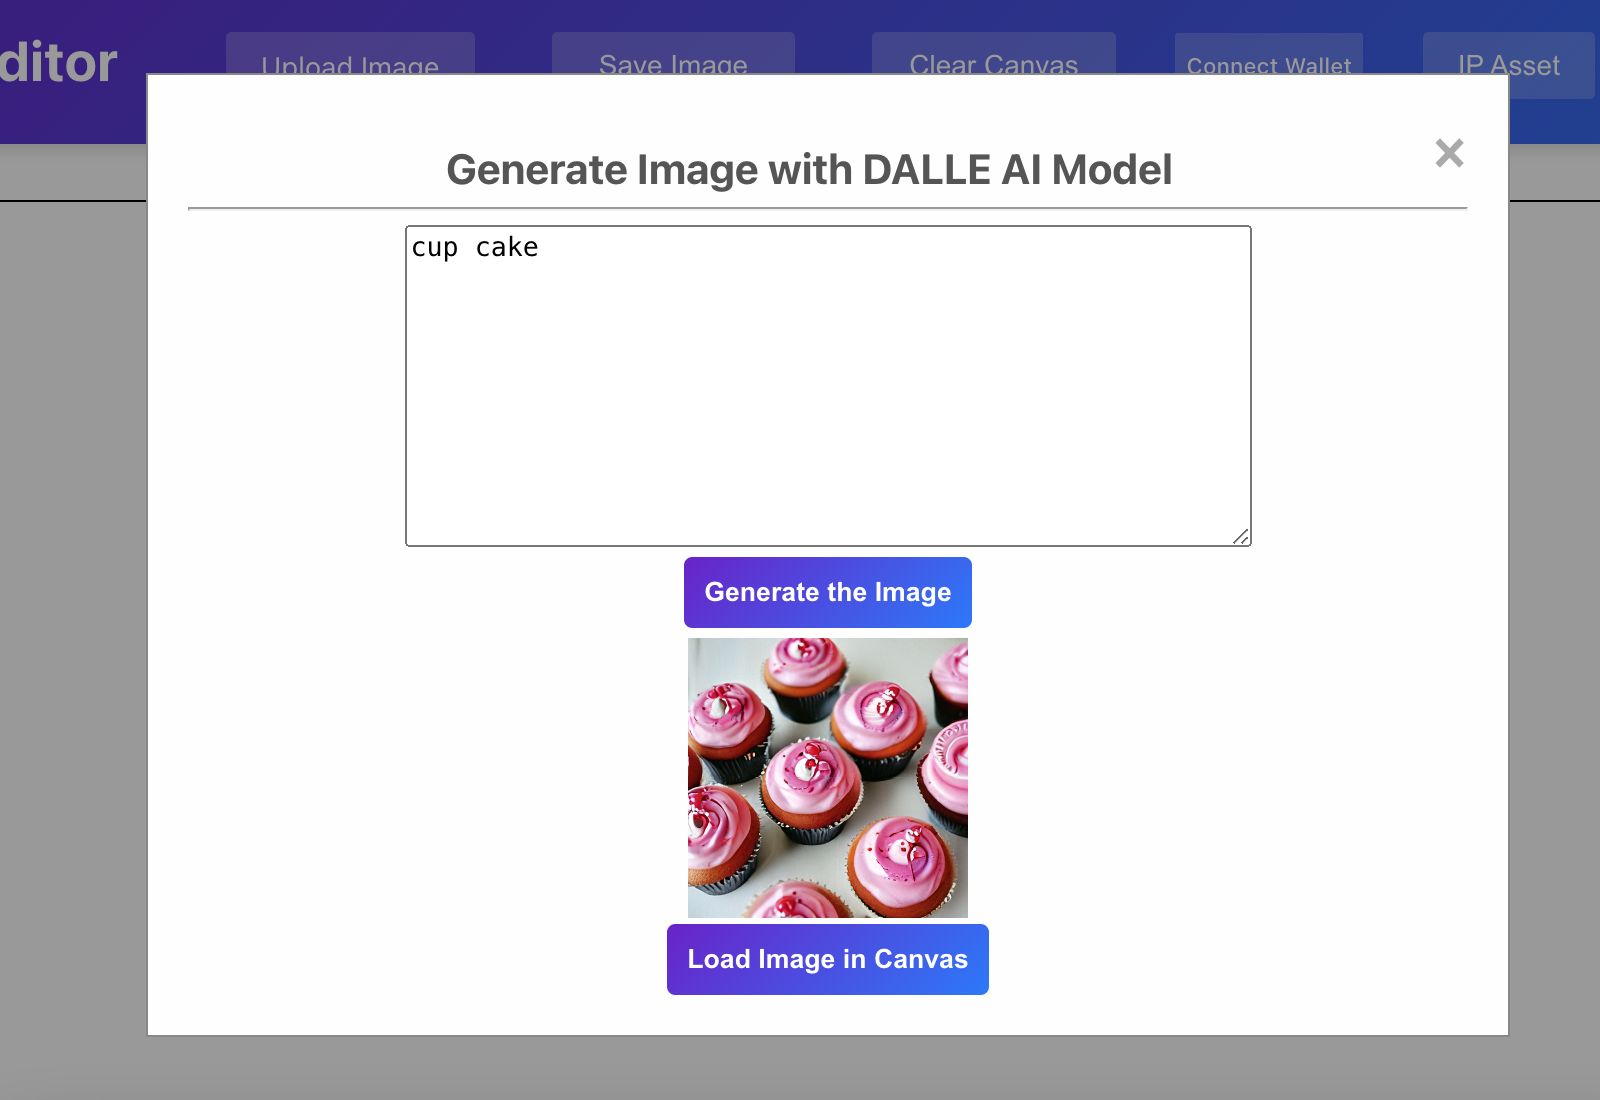 ditor
Upload Image
Save Image
Clear Canvas
Connect Wallet
IP Asset
Generate Image with DALLE AI Model
×
cup cake
Generate the Image
Load Image in Canvas